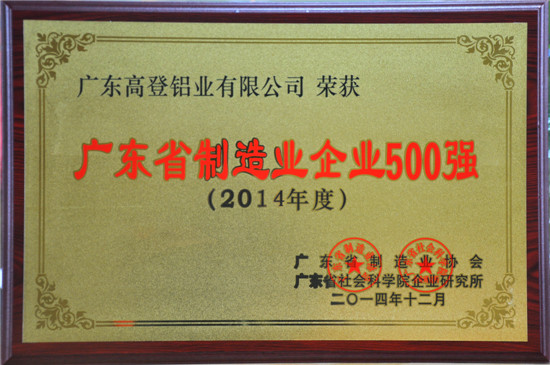 广东高登铝业有限公司 荣获
广东省制造业企业500强
(2014年度)
广东省制造业协会
广东省社会科学院企业研究所
二〇一四年十二月